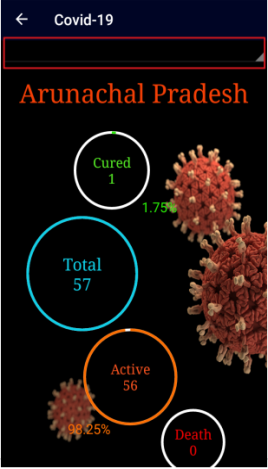 Covid-19
Arunachal Pradesh
Cured
1
1.75%
Total
57
Active
56
98.25%
Death
0